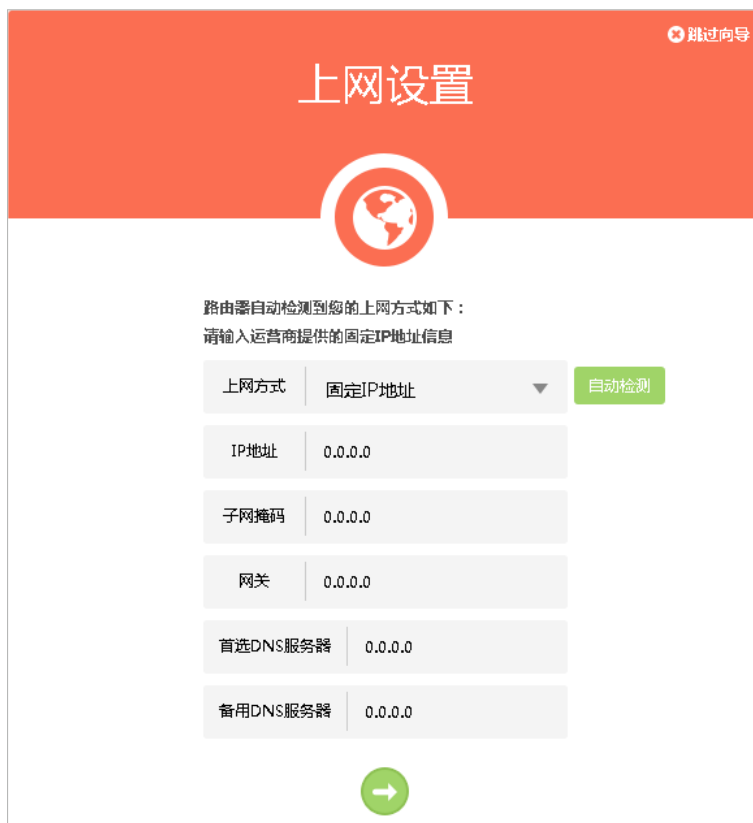 跳过向导
上网设置
路由器自动检测到您的上网方式如下：
请输入运营商提供的固定IP地址信息
上网方式 固定IP地址 自动检测
IP地址 0.0.0.0
子网掩码 0.0.0.0
网关 0.0.0.0
首选DNS服务器 0.0.0.0
备用DNS服务器 0.0.0.0